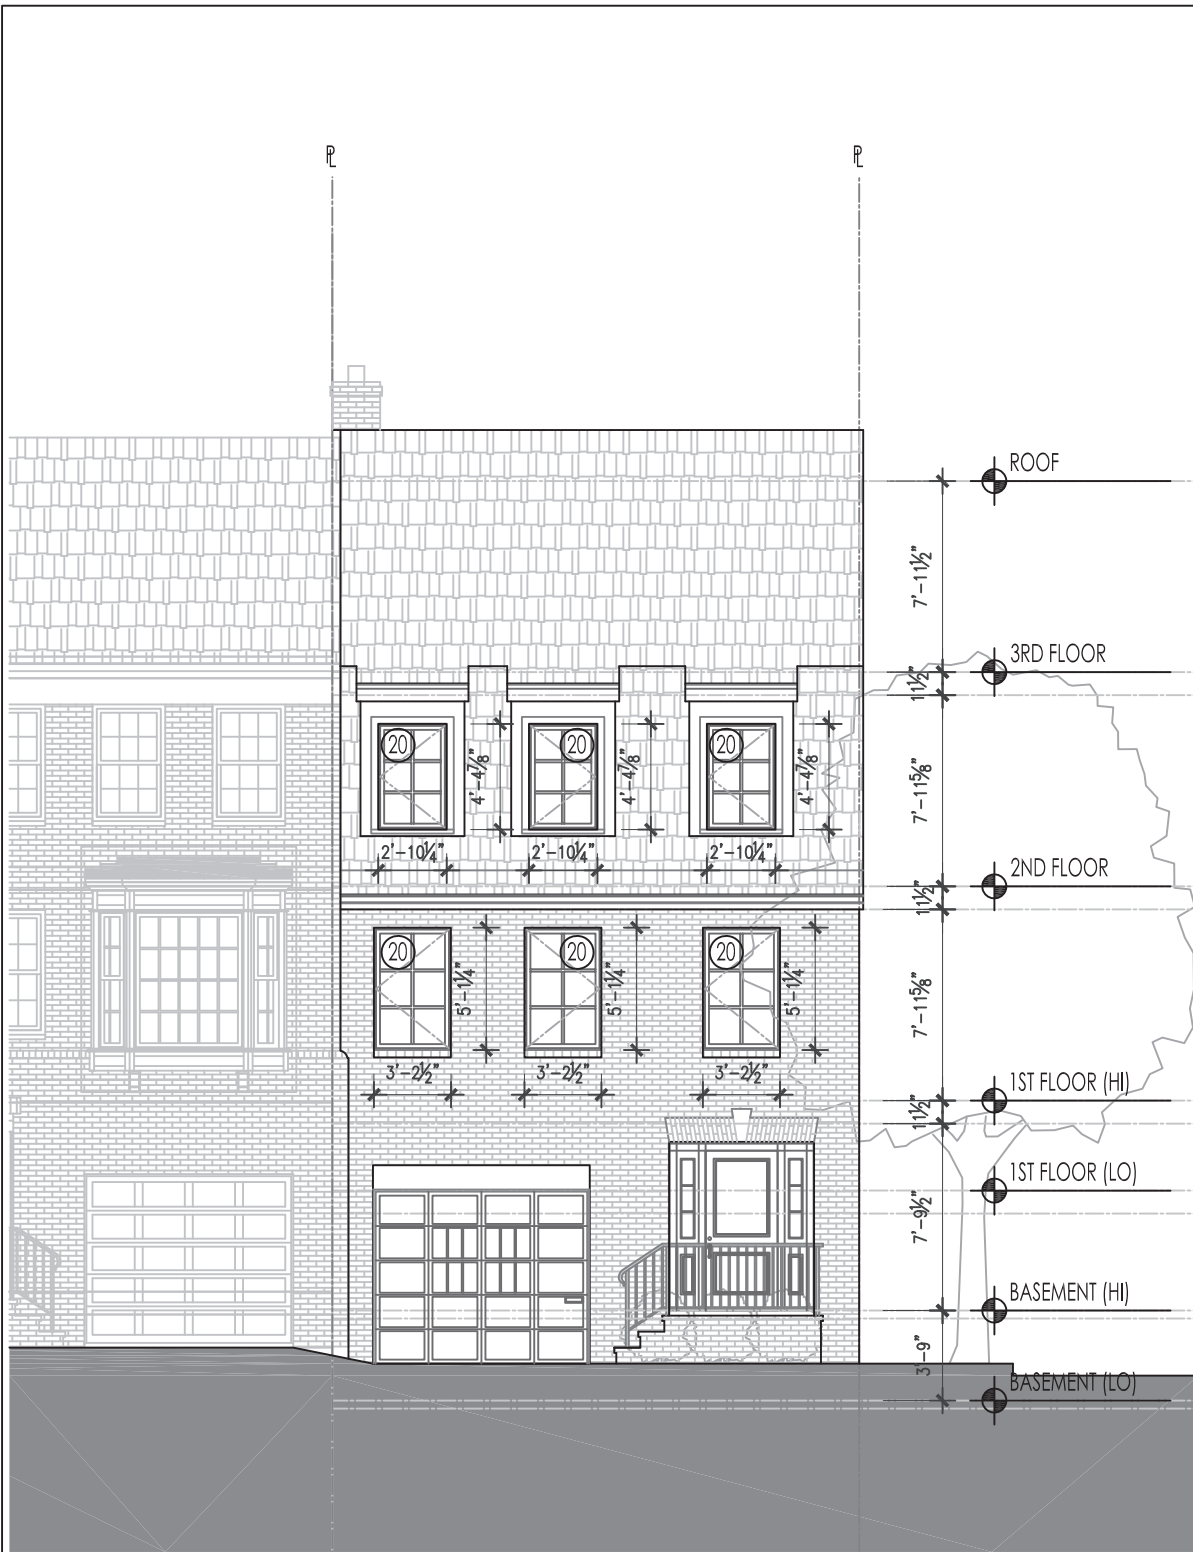 PL PL
ROOF
7'-11½"
3RD FLOOR
11½"
20 20 20
4'-4⅞" 4'-4⅞" 4'-4⅞"
7'-11⅝"
2'-10¼" 2'-10¼" 2'-10¼"
2ND FLOOR
11½"
20 20 20
5'-1¼" 5'-1¼" 5'-1¼"
7'-11⅝"
3'-2½" 3'-2½" 3'-2½"
1ST FLOOR (HI)
11½"
1ST FLOOR (LO)
7'-9½"
BASEMENT (HI)
3'-9"
BASEMENT (LO)